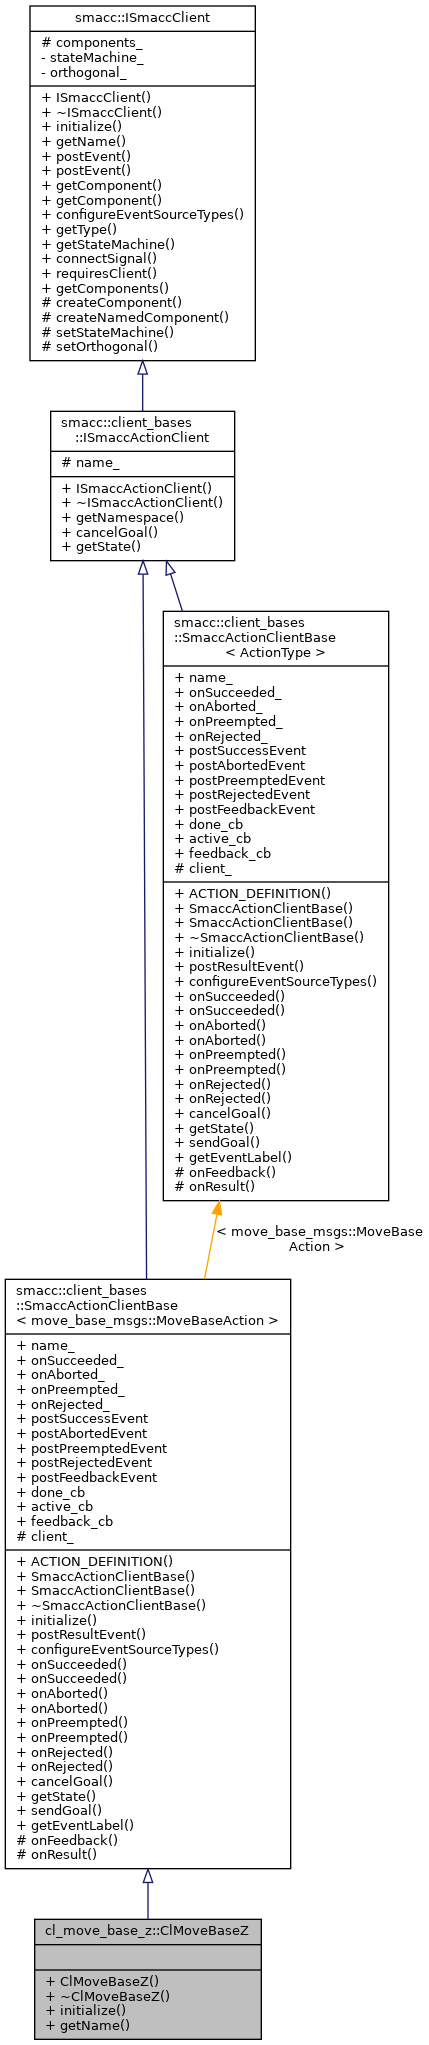 smacc::ISmaccClient
# components_
- stateMachine_
- orthogonal_
+ ISmaccClient()
+ ~ISmaccClient()
+ initialize()
+ getName()
+ postEvent()
+ postEvent()
+ getComponent()
+ getComponent()
+ configureEventSourceTypes()
+ getType()
+ getStateMachine()
+ connectSignal()
+ requiresClient()
+ getComponents()
# createComponent()
# createNamedComponent()
# setStateMachine()
# setOrthogonal()
smacc::client_bases
::ISmaccActionClient
# name_
+ ISmaccActionClient()
+ ~ISmaccActionClient()
+ getNamespace()
+ cancelGoal()
+ getState()
smacc::client_bases
::SmaccActionClientBase
< ActionType >
+ name_
+ onSucceeded_
+ onAborted_
+ onPreempted_
+ onRejected_
+ postSuccessEvent
+ postAbortedEvent
+ postPreemptedEvent
+ postRejectedEvent
+ postFeedbackEvent
+ done_cb
+ active_cb
+ feedback_cb
# client_
+ ACTION_DEFINITION()
+ SmaccActionClientBase()
+ SmaccActionClientBase()
+ ~SmaccActionClientBase()
+ initialize()
+ postResultEvent()
+ configureEventSourceTypes()
+ onSucceeded()
+ onSucceeded()
+ onAborted()
+ onAborted()
+ onPreempted()
+ onPreempted()
+ onRejected()
+ onRejected()
+ cancelGoal()
+ getState()
+ sendGoal()
+ getEventLabel()
# onFeedback()
# onResult()
< move_base_msgs::MoveBase
Action >
smacc::client_bases
::SmaccActionClientBase
< move_base_msgs::MoveBaseAction >
+ name_
+ onSucceeded_
+ onAborted_
+ onPreempted_
+ onRejected_
+ postSuccessEvent
+ postAbortedEvent
+ postPreemptedEvent
+ postRejectedEvent
+ postFeedbackEvent
+ done_cb
+ active_cb
+ feedback_cb
# client_
+ ACTION_DEFINITION()
+ SmaccActionClientBase()
+ SmaccActionClientBase()
+ ~SmaccActionClientBase()
+ initialize()
+ postResultEvent()
+ configureEventSourceTypes()
+ onSucceeded()
+ onSucceeded()
+ onAborted()
+ onAborted()
+ onPreempted()
+ onPreempted()
+ onRejected()
+ onRejected()
+ cancelGoal()
+ getState()
+ sendGoal()
+ getEventLabel()
# onFeedback()
# onResult()
cl_move_base_z::ClMoveBaseZ
+ ClMoveBaseZ()
+ ~ClMoveBaseZ()
+ initialize()
+ getName()